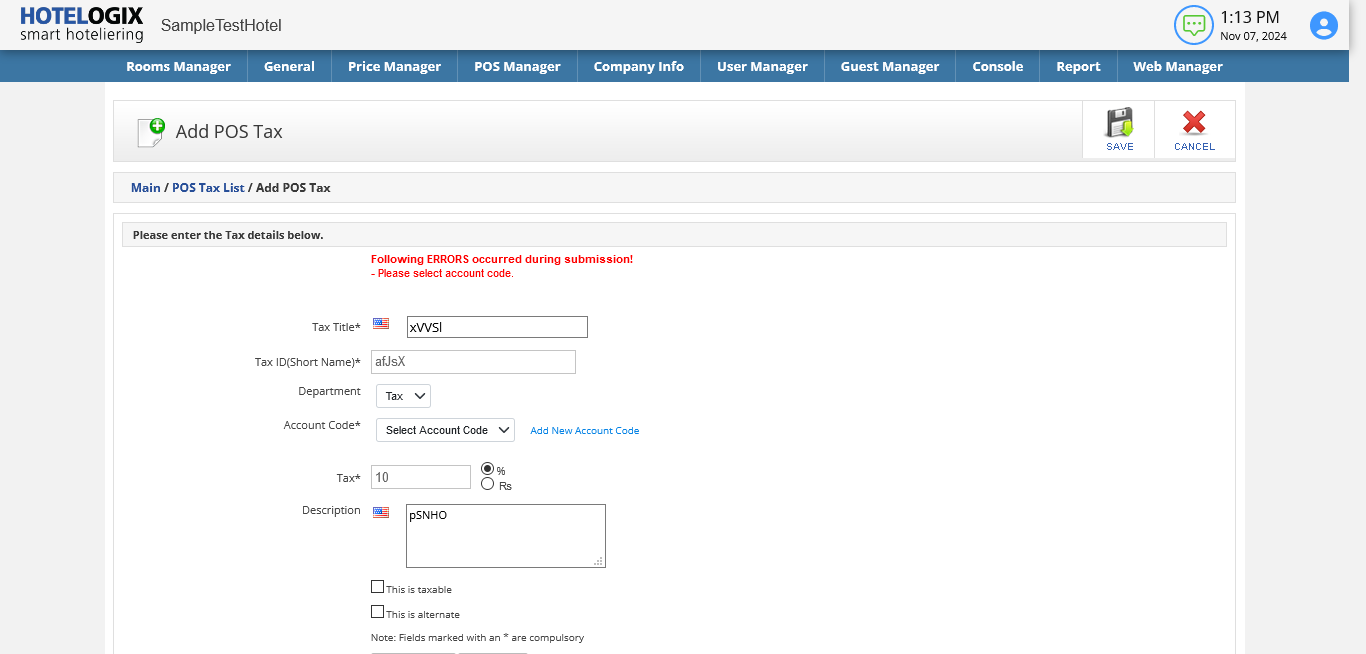 HOTELOGIX
smart hoteliering
SampleTestHotel
1:13 PM
Nov 07, 2024
Rooms Manager
General
Price Manager
POS Manager
Company Info
User Manager
Guest Manager
Console
Report
Web Manager
Add POS Tax
SAVE
CANCEL
Main / POS Tax List / Add POS Tax
Please enter the Tax details below.
Following ERRORS occurred during submission!
- Please select account code.
Tax Title*
xVVSl
Tax ID(Short Name)*
afJsX
Department
Tax
Account Code*
Select Account Code
Add New Account Code
Tax*
10
%
Rs
Description
pSNHO
This is taxable
This is alternate
Note: Fields marked with an * are compulsory